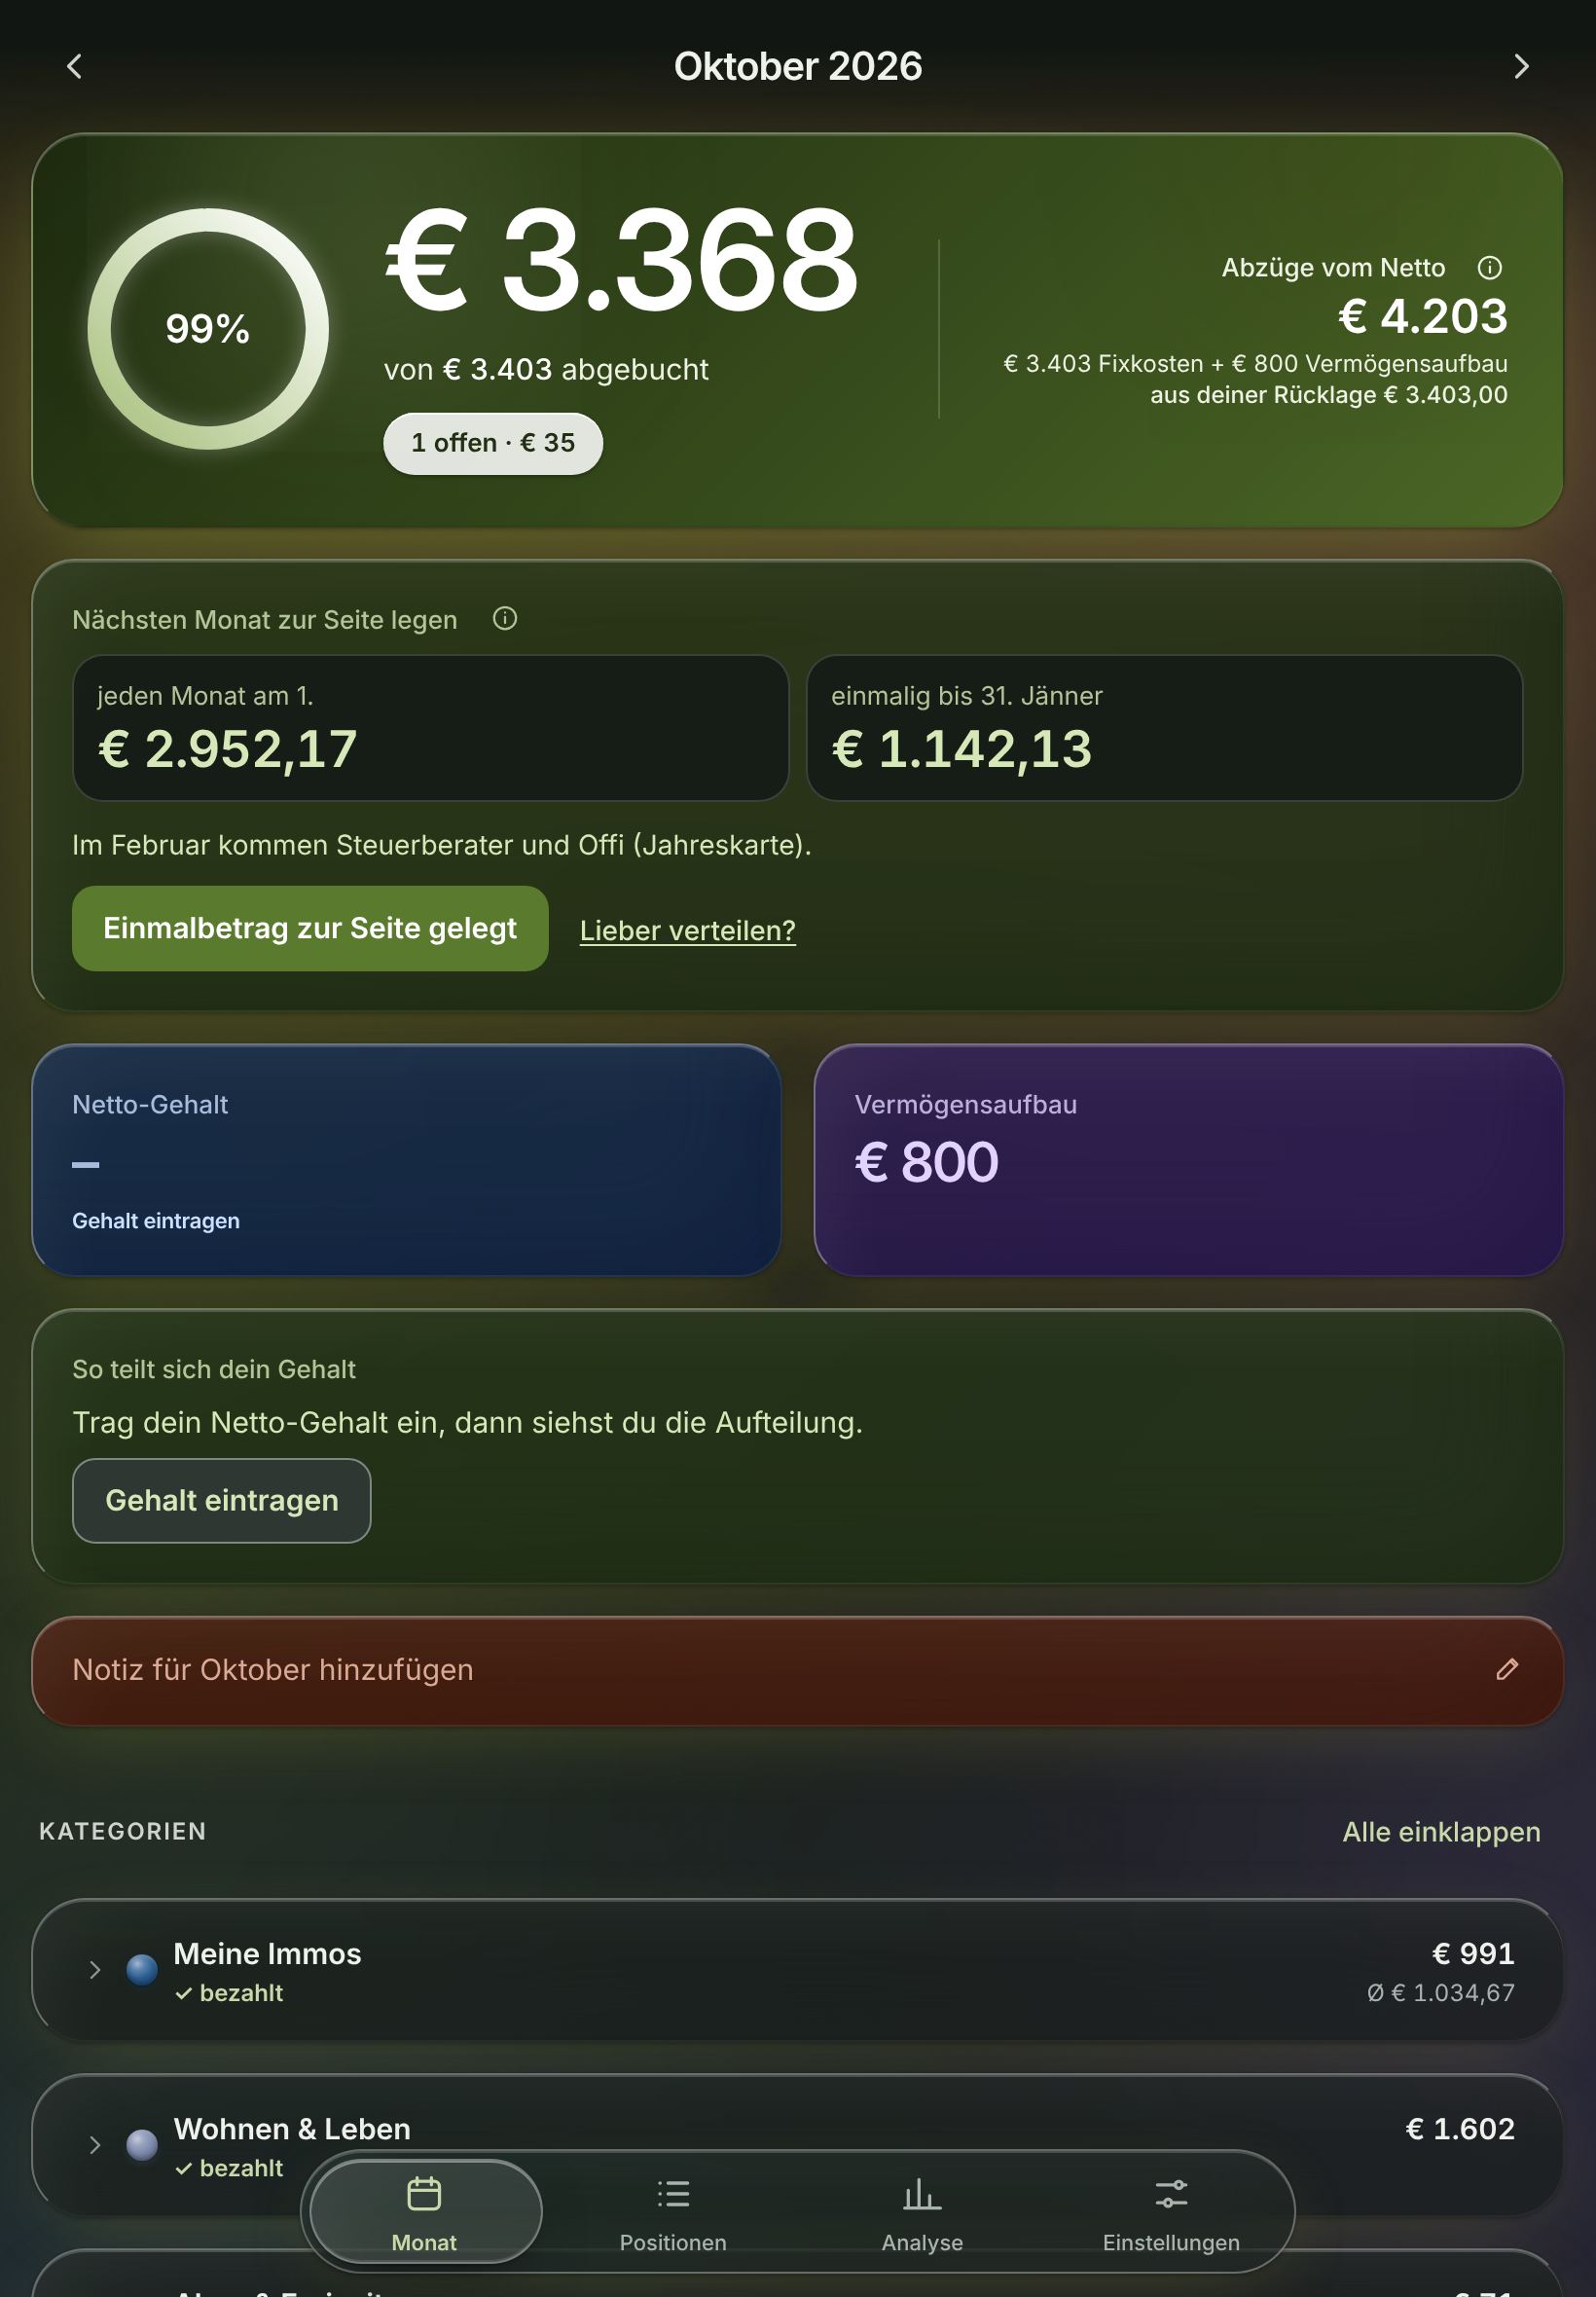 Oktober 2026
99%
€ 3.368
von € 3.403 abgebucht
1 offen · € 35
Abzüge vom Netto
€ 4.203
€ 3.403 Fixkosten + € 800 Vermögensaufbau
aus deiner Rücklage € 3.403,00
Nächsten Monat zur Seite legen
jeden Monat am 1.
€ 2.952,17
einmalig bis 31. Jänner
€ 1.142,13
Im Februar kommen Steuerberater und Offi (Jahreskarte).
Einmalbetrag zur Seite gelegt
Lieber verteilen?
Netto-Gehalt
–
Gehalt eintragen
Vermögensaufbau
€ 800
So teilt sich dein Gehalt
Trag dein Netto-Gehalt ein, dann siehst du die Aufteilung.
Gehalt eintragen
Notiz für Oktober hinzufügen
KATEGORIEN
Alle einklappen
Meine Immos
€ 991
✓ bezahlt
Ø € 1.034,67
Wohnen & Leben
€ 1.602
✓ bezahlt
Monat
Positionen
Analyse
Einstellungen